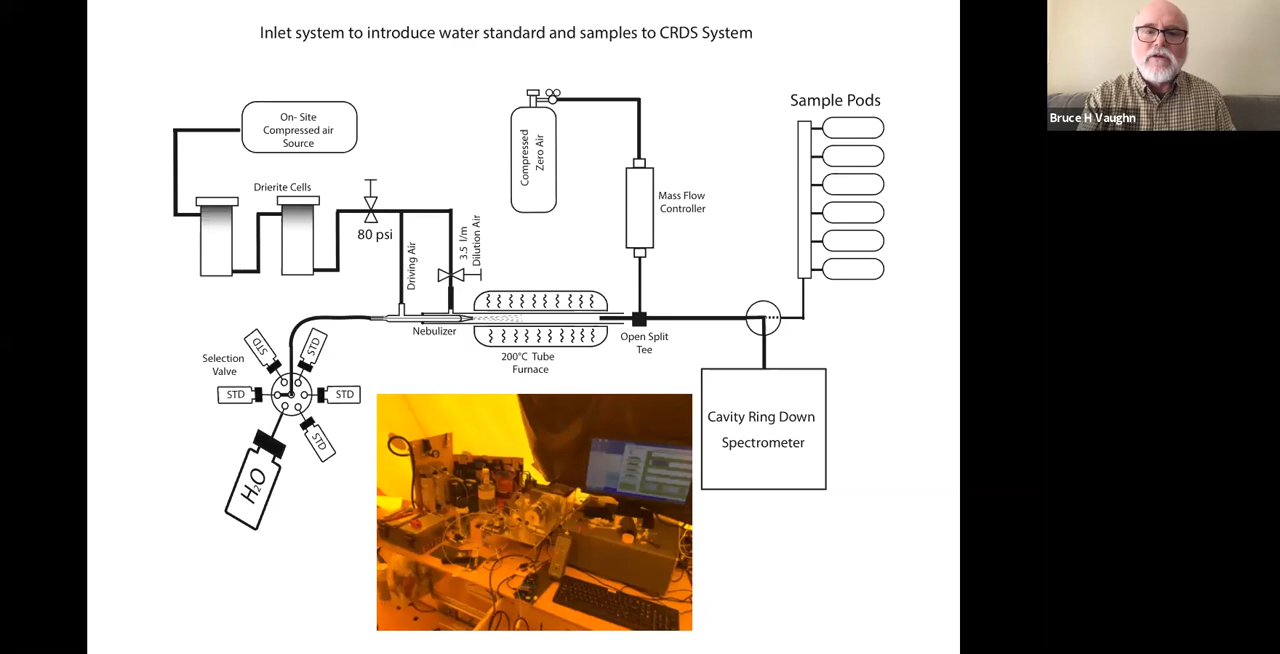 Inlet system to introduce water standard and samples to CRDS System
Bruce H Vaughn
On- Site
Compressed air
Source
Drierite Cells
80 psi
Driving Air
3.5 l/m
Dilution Air
Compressed
Zero Air
Mass Flow
Controller
Sample Pods
Nebulizer
200°C Tube
Furnace
Open Split
Tee
Selection
Valve
STD
STD
STD
STD
STD
H₂O
Cavity Ring Down
Spectrometer